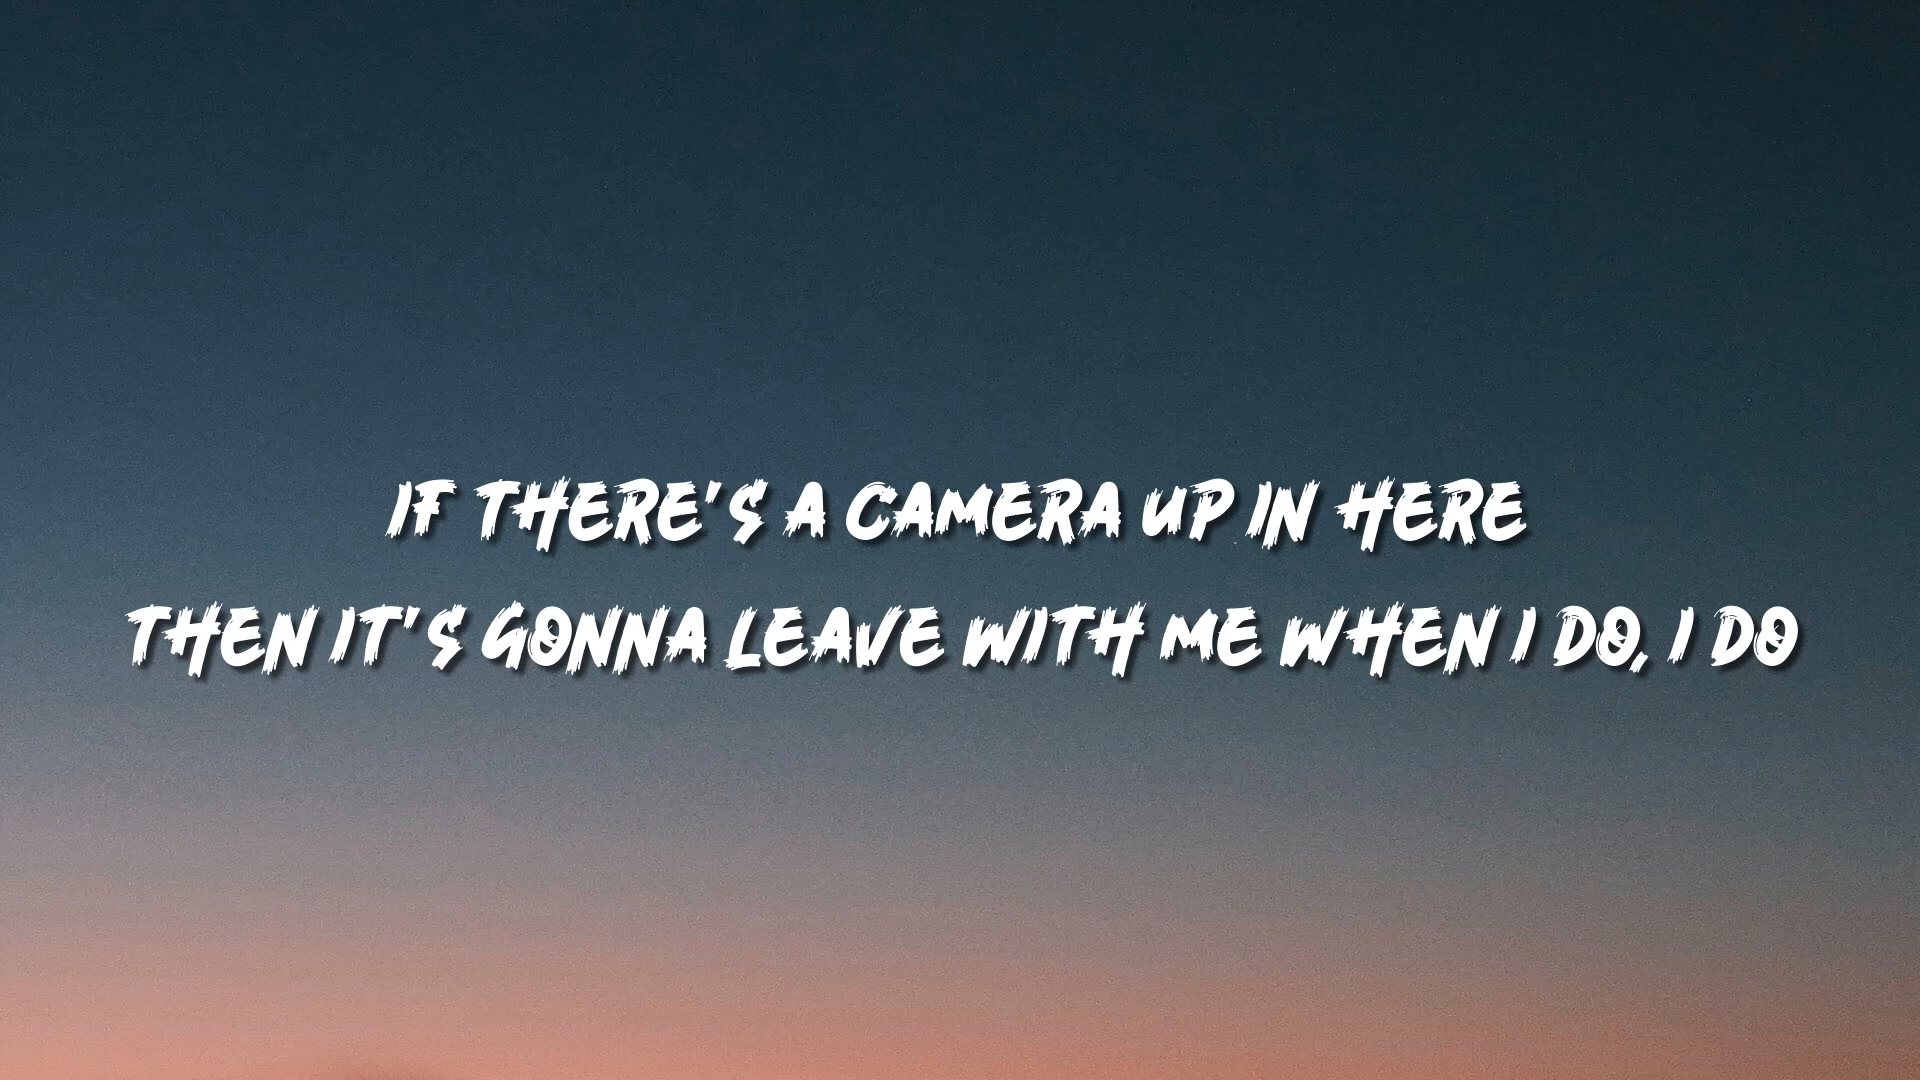 IF THERE'S A CAMERA UP IN HERE
THEN IT'S GONNA LEAVE WITH ME WHEN I DO, I DO